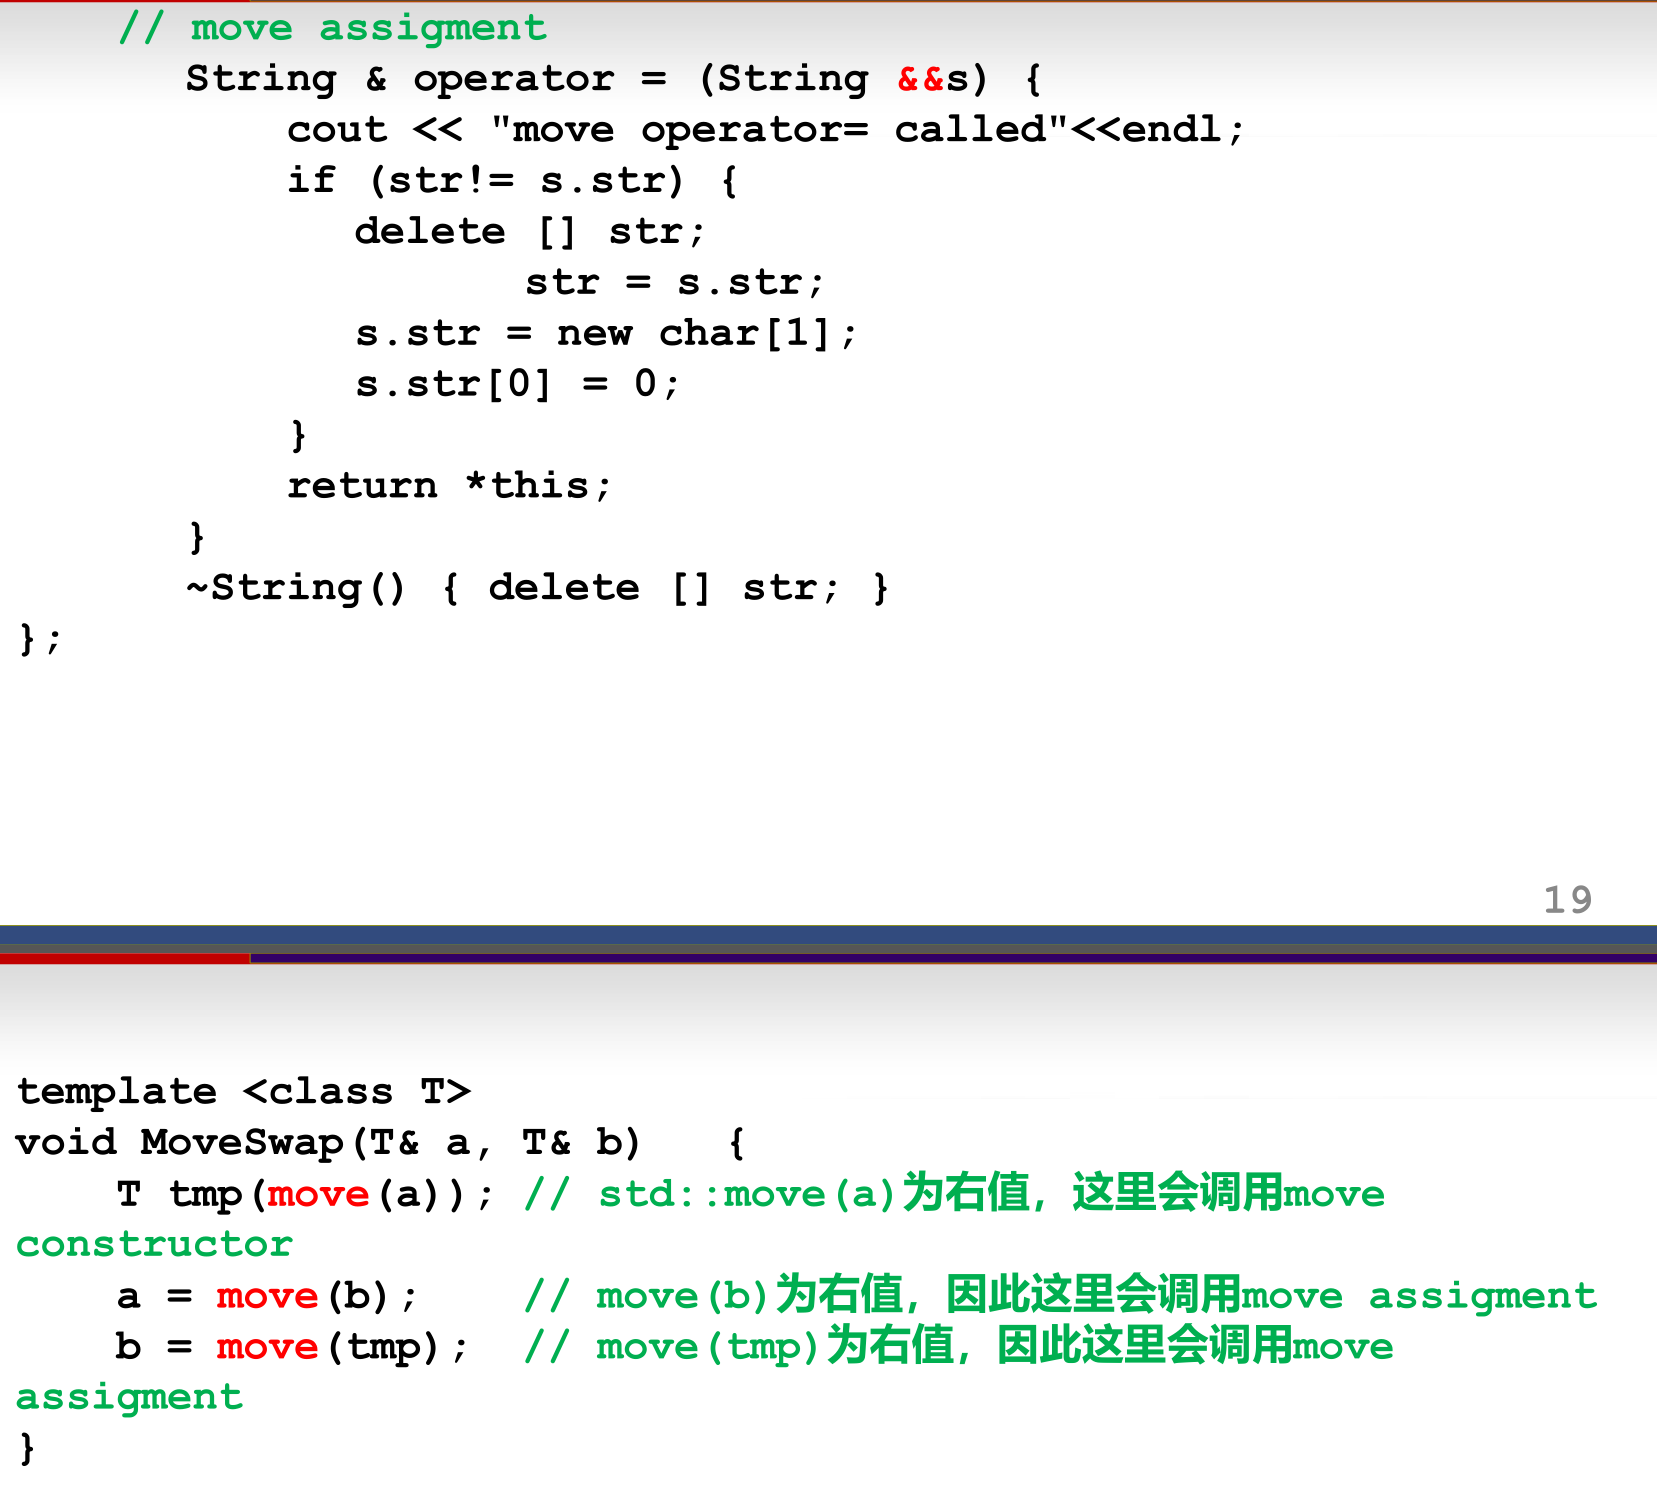 // move assigment
String & operator = (String &&s) {
cout << "move operator= called"<<endl;
if (str!= s.str) {
delete [] str;
str = s.str;
s.str = new char[1];
s.str[0] = 0;
}
return *this;
}
~String() { delete [] str; }
};
19
template <class T>
void MoveSwap(T& a, T& b) {
T tmp(move(a)); // std::move(a)为右值，这里会调用move
constructor
a = move(b); // move(b)为右值，因此这里会调用move assigment
b = move(tmp); // move(tmp)为右值，因此这里会调用move
assigment
}